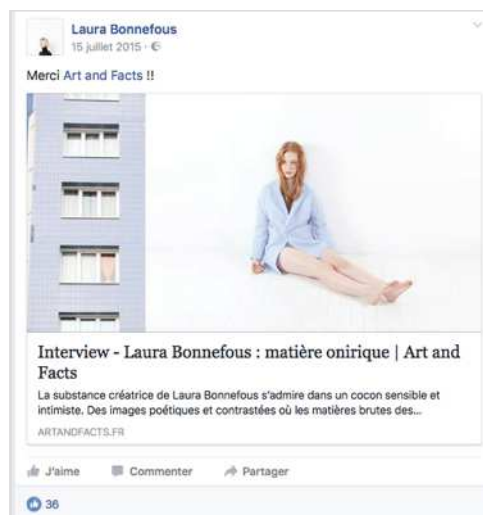 Laura Bonnefous
15 juillet 2015 ·
Merci Art and Facts !!
Interview - Laura Bonnefous : matière onirique | Art and
Facts
La substance créatrice de Laura Bonnefous s'admire dans un cocon sensible et
intimiste. Des images poétiques et contrastées où les matières brutes des...
ARTANDFACTS.FR
J'aime Commenter Partager
36